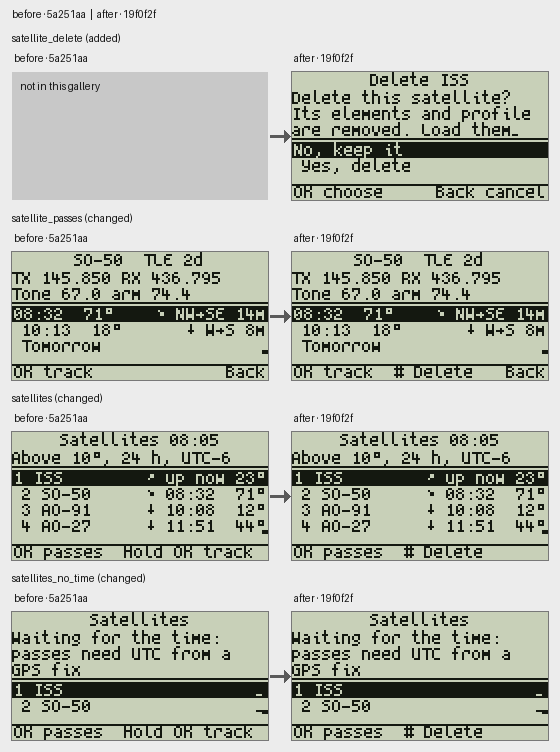 before · 5a251aa | after · 19f0f2f
satellite_delete (added)
before · 5a251aa
after · 19f0f2f
not in this gallery
Delete ISS
Delete this satellite?
Its elements and profile
are removed. Load them…
No, keep it
Yes, delete
OK choose Back cancel
satellite_passes (changed)
before · 5a251aa
after · 19f0f2f
SO-50 TLE 2d
TX 145.850 RX 436.795
Tone 67.0 arm 74.4
08:32 71° ↘ NW→SE 14m
10:13 18° ↓ W→S 8m
Tomorrow
OK track Back
SO-50 TLE 2d
TX 145.850 RX 436.795
Tone 67.0 arm 74.4
08:32 71° ↘ NW→SE 14m
10:13 18° ↓ W→S 8m
Tomorrow
OK track # Delete Back
satellites (changed)
before · 5a251aa
after · 19f0f2f
Satellites 08:05
Above 10°, 24 h, UTC-6
1 ISS ↗ up now 23°
2 SO-50 ↘ 08:32 71°
3 AO-91 ↓ 10:08 12°
4 AO-27 ↓ 11:51 44°
OK passes Hold OK track
Satellites 08:05
Above 10°, 24 h, UTC-6
1 ISS ↗ up now 23°
2 SO-50 ↘ 08:32 71°
3 AO-91 ↓ 10:08 12°
4 AO-27 ↓ 11:51 44°
OK passes # Delete
satellites_no_time (changed)
before · 5a251aa
after · 19f0f2f
Satellites
Waiting for the time:
passes need UTC from a
GPS fix
1 ISS –
2 SO-50 –
OK passes Hold OK track
Satellites
Waiting for the time:
passes need UTC from a
GPS fix
1 ISS –
2 SO-50 –
OK passes # Delete